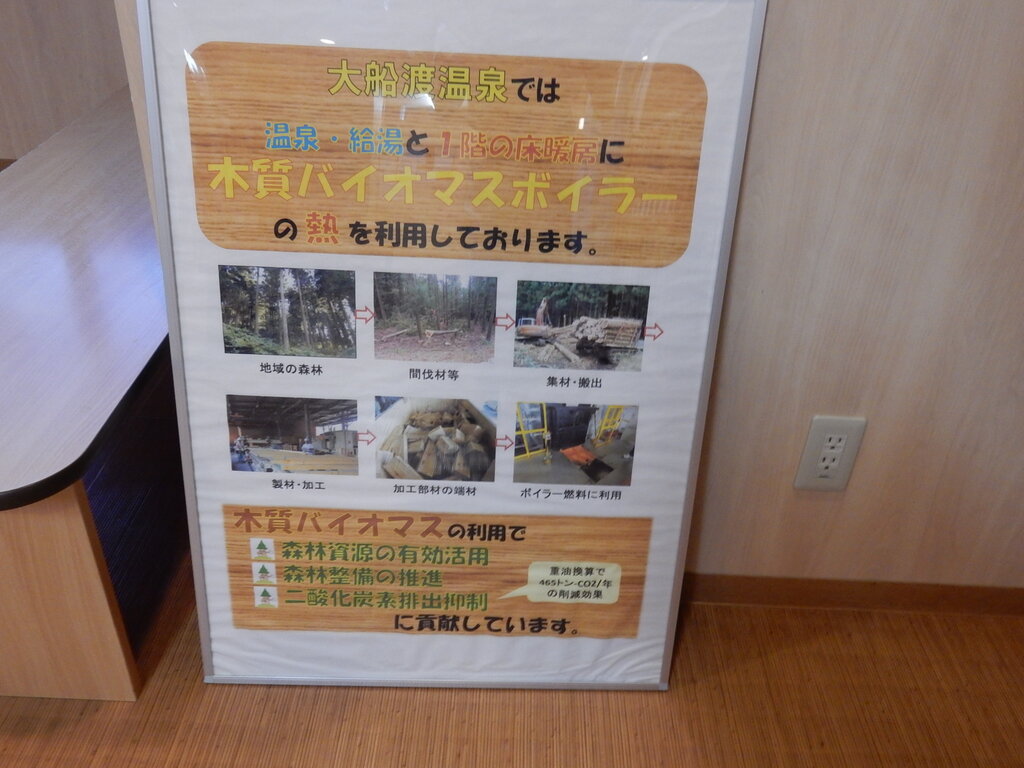 大船渡温泉では
温泉・給湯と1階の床暖房に
木質バイオマスボイラー
の熱を利用しております。
地域の森林
間伐材等
集材・搬出
製材・加工
加工部材の端材
ボイラー燃料に利用
木質バイオマスの利用で
森林資源の有効活用
森林整備の推進
二酸化炭素排出抑制
重油換算で
465トン-CO2/年
の削減効果
に貢献しています。